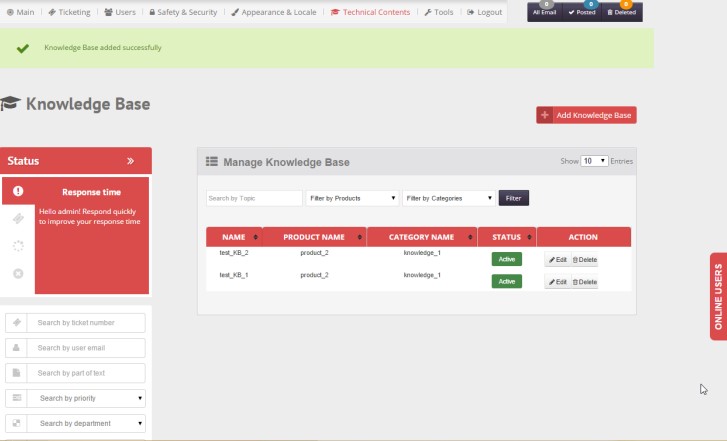 Main Ticketing Users Safety & Security Appearance & Locale Technical Contents Tools Logout
0 0 0
All Email Posted Deleted
Knowledge Base added successfully
Knowledge Base
Add Knowledge Base
Status
Response time
Hello admin! Respond quickly
to improve your response time
Search by ticket number
Search by user email
Search by part of text
Search by priority
Search by department
Manage Knowledge Base
Show 10 Entries
Search by Topic Filter by Products Filter by Categories Filter
NAME PRODUCT NAME CATEGORY NAME STATUS ACTION
test_KB_2 product_2 knowledge_1 Active Edit Delete
test_KB_1 product_2 knowledge_1 Active Edit Delete
ONLINE USERS